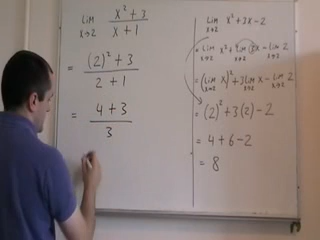 lim x→2 x² + 3 / x + 1
= (2)² + 3 / 2 + 1
= 4 + 3 / 3
lim x→2 x² + 3x − 2
= lim x→2 x² + lim x→2 3x − lim x→2 2
= (lim x→2 x)² + 3 lim x→2 x − lim x→2 2
= (2)² + 3(2) − 2
= 4 + 6 − 2
= 8